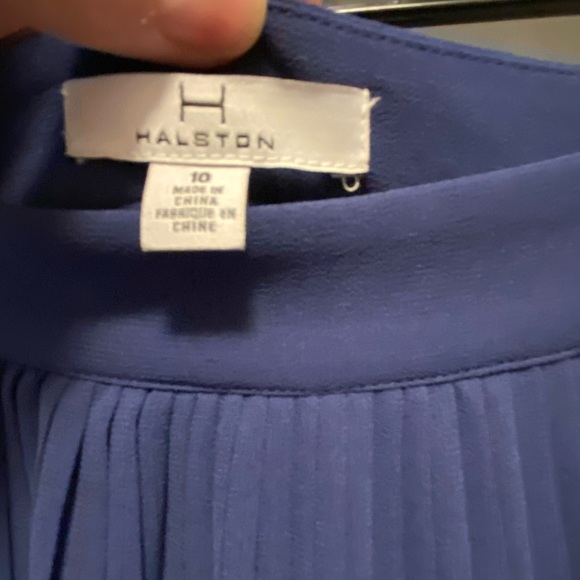 H
HALSTON
10
MADE IN
CHINA
FABRIQUE EN
CHINE